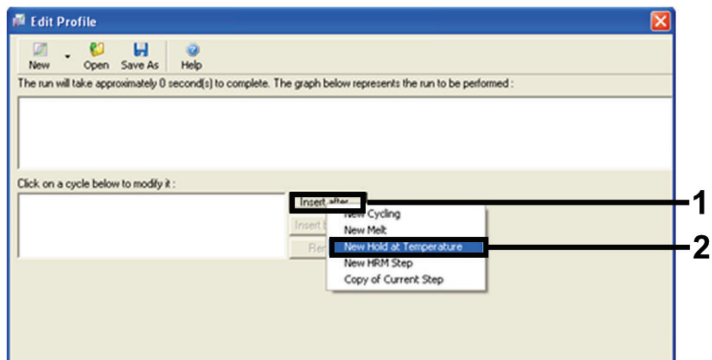 Edit Profile
New Open Save As Help
The run will take approximately 0 second(s) to complete. The graph below represents the run to be performed :
Click on a cycle below to modify it :
Insert after... 1
New Cycling
Insert
New Melt
New Hold at Temperature 2
New HRM Step
Copy of Current Step